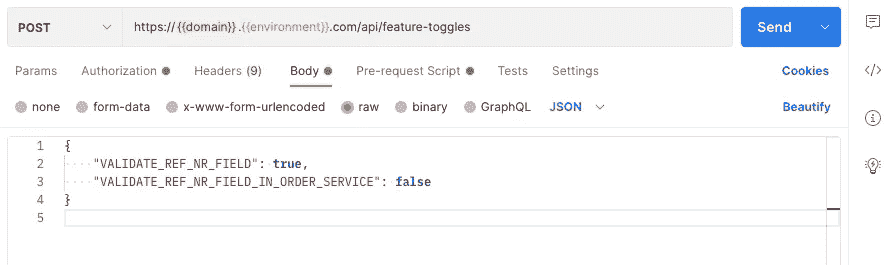 POST https://{{domain}}.{{environment}}.com/api/feature-toggles Send
Params Authorization Headers (9) Body Pre-request Script Tests Settings Cookies
none form-data x-www-form-urlencoded raw binary GraphQL JSON Beautify
1 {
2 "VALIDATE_REF_NR_FIELD": true,
3 "VALIDATE_REF_NR_FIELD_IN_ORDER_SERVICE": false
4 }
5